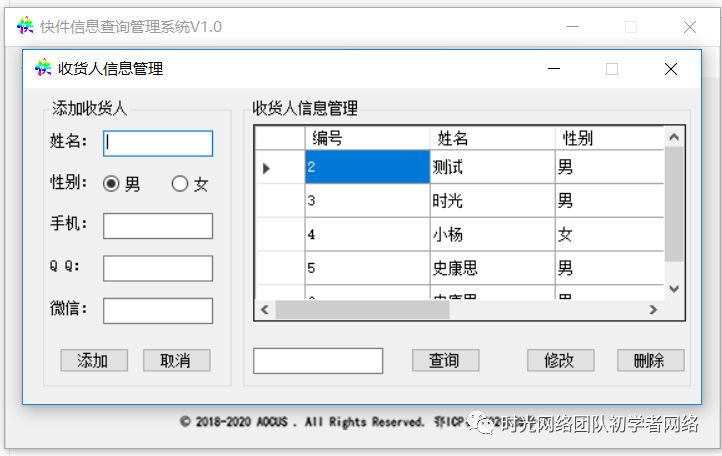 快件信息查询管理系统V1.0
收货人信息管理
添加收货人
姓名：
性别： 男 女
手机：
Q Q：
微信：
添加 取消
收货人信息管理
编号 姓名 性别
2 测试 男
3 时光 男
4 小杨 女
5 史康思 男
查询 修改 删除
© 2018-2020 AOCUS . All Rights Reserved. 鄂ICP
时光网络团队初学者网络